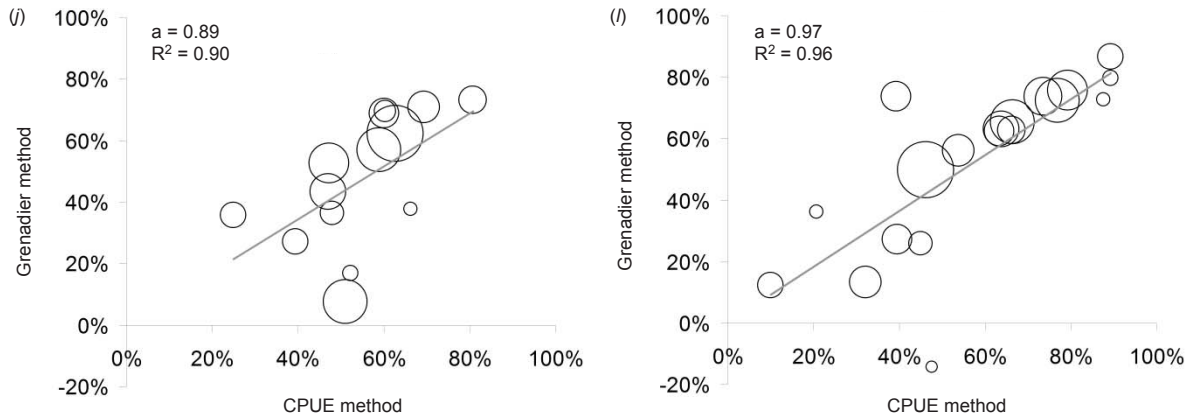 (j)
a = 0.89
R² = 0.90
100%
80%
60%
40%
20%
0%
-20%
0% 20% 40% 60% 80% 100%
Grenadier method
CPUE method
(l)
a = 0.97
R² = 0.96
100%
80%
60%
40%
20%
0%
-20%
0% 20% 40% 60% 80% 100%
Grenadier method
CPUE method